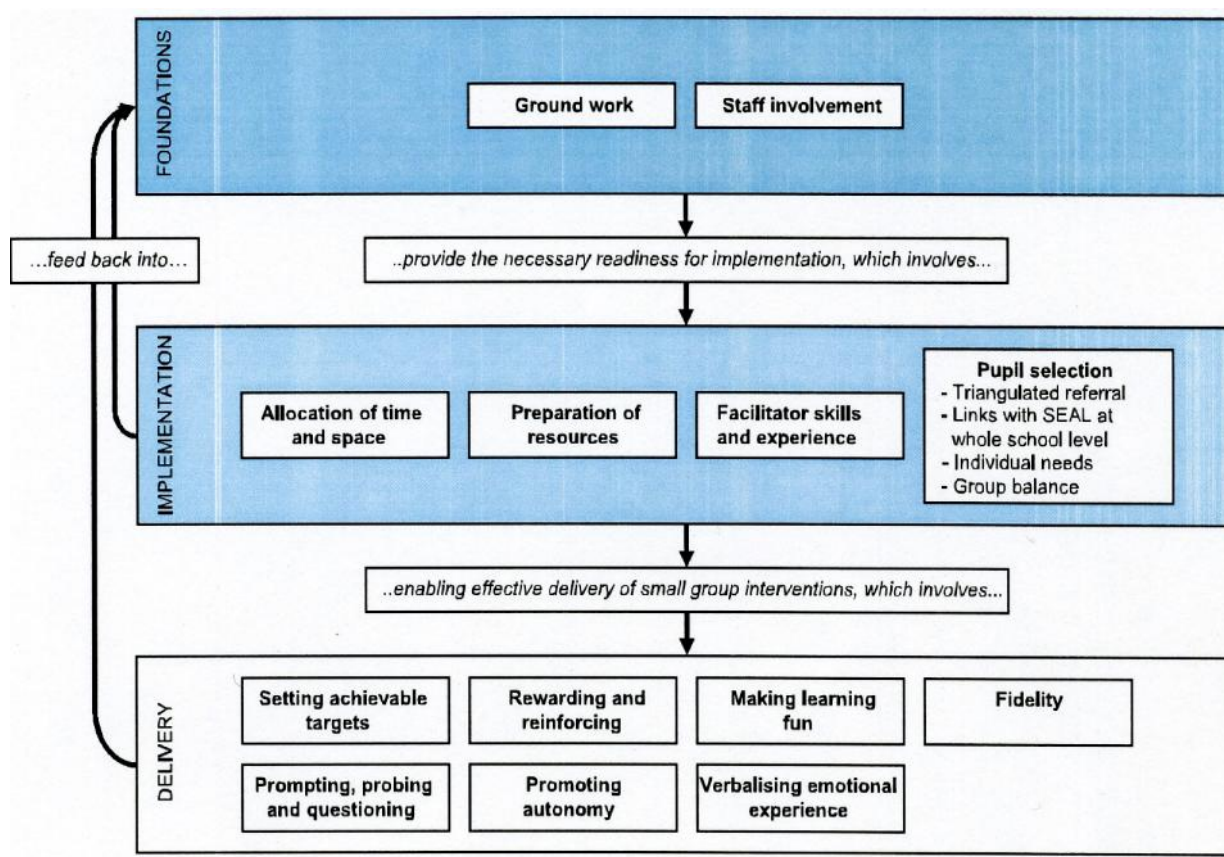 FOUNDATIONS
Ground work
Staff involvement
...feed back into...
..provide the necessary readiness for implementation, which involves...
IMPLEMENTATION
Allocation of time
and space
Preparation of
resources
Facilitator skills
and experience
Pupil selection
- Triangulated referral
- Links with SEAL at
whole school level
- Individual needs
- Group balance
..enabling effective delivery of small group interventions, which involves...
DELIVERY
Setting achievable
targets
Rewarding and
reinforcing
Making learning
fun
Fidelity
Prompting, probing
and questioning
Promoting
autonomy
Verbalising emotional
experience